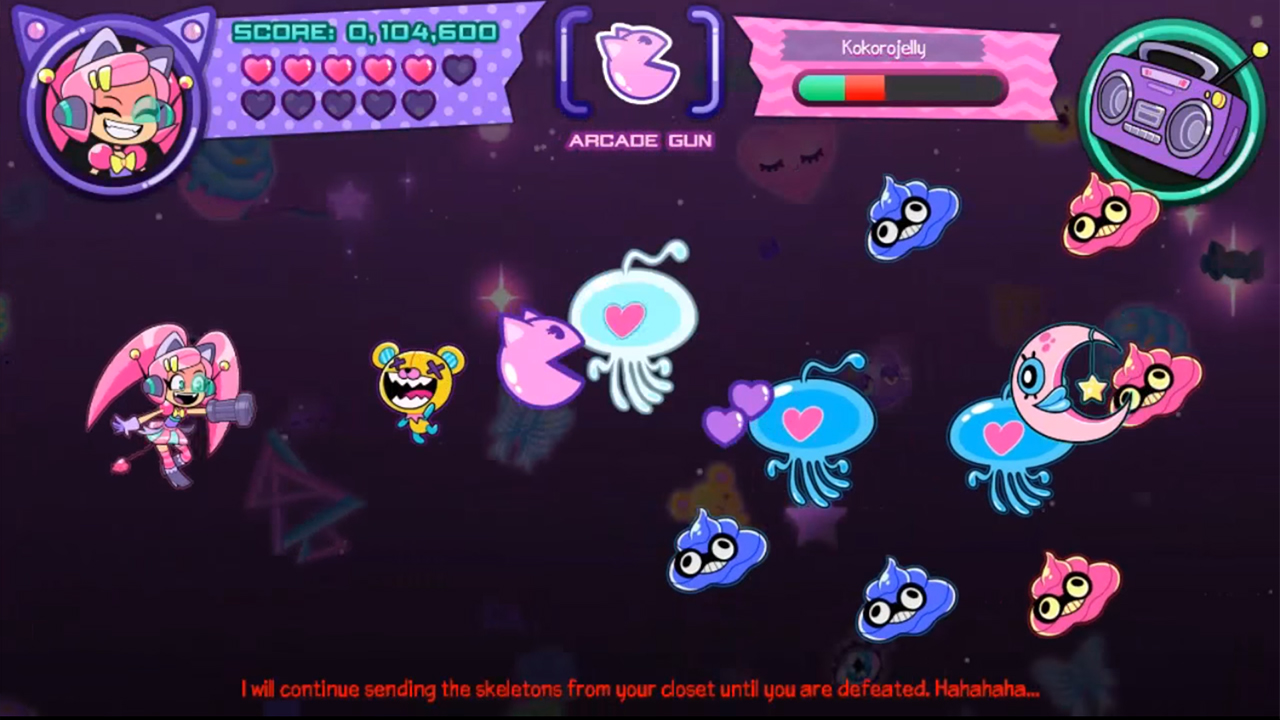 SCORE: 0,104,600
ARCADE GUN
Kokorojelly
I will continue sending the skeletons from your closet until you are defeated. Hahahaha...